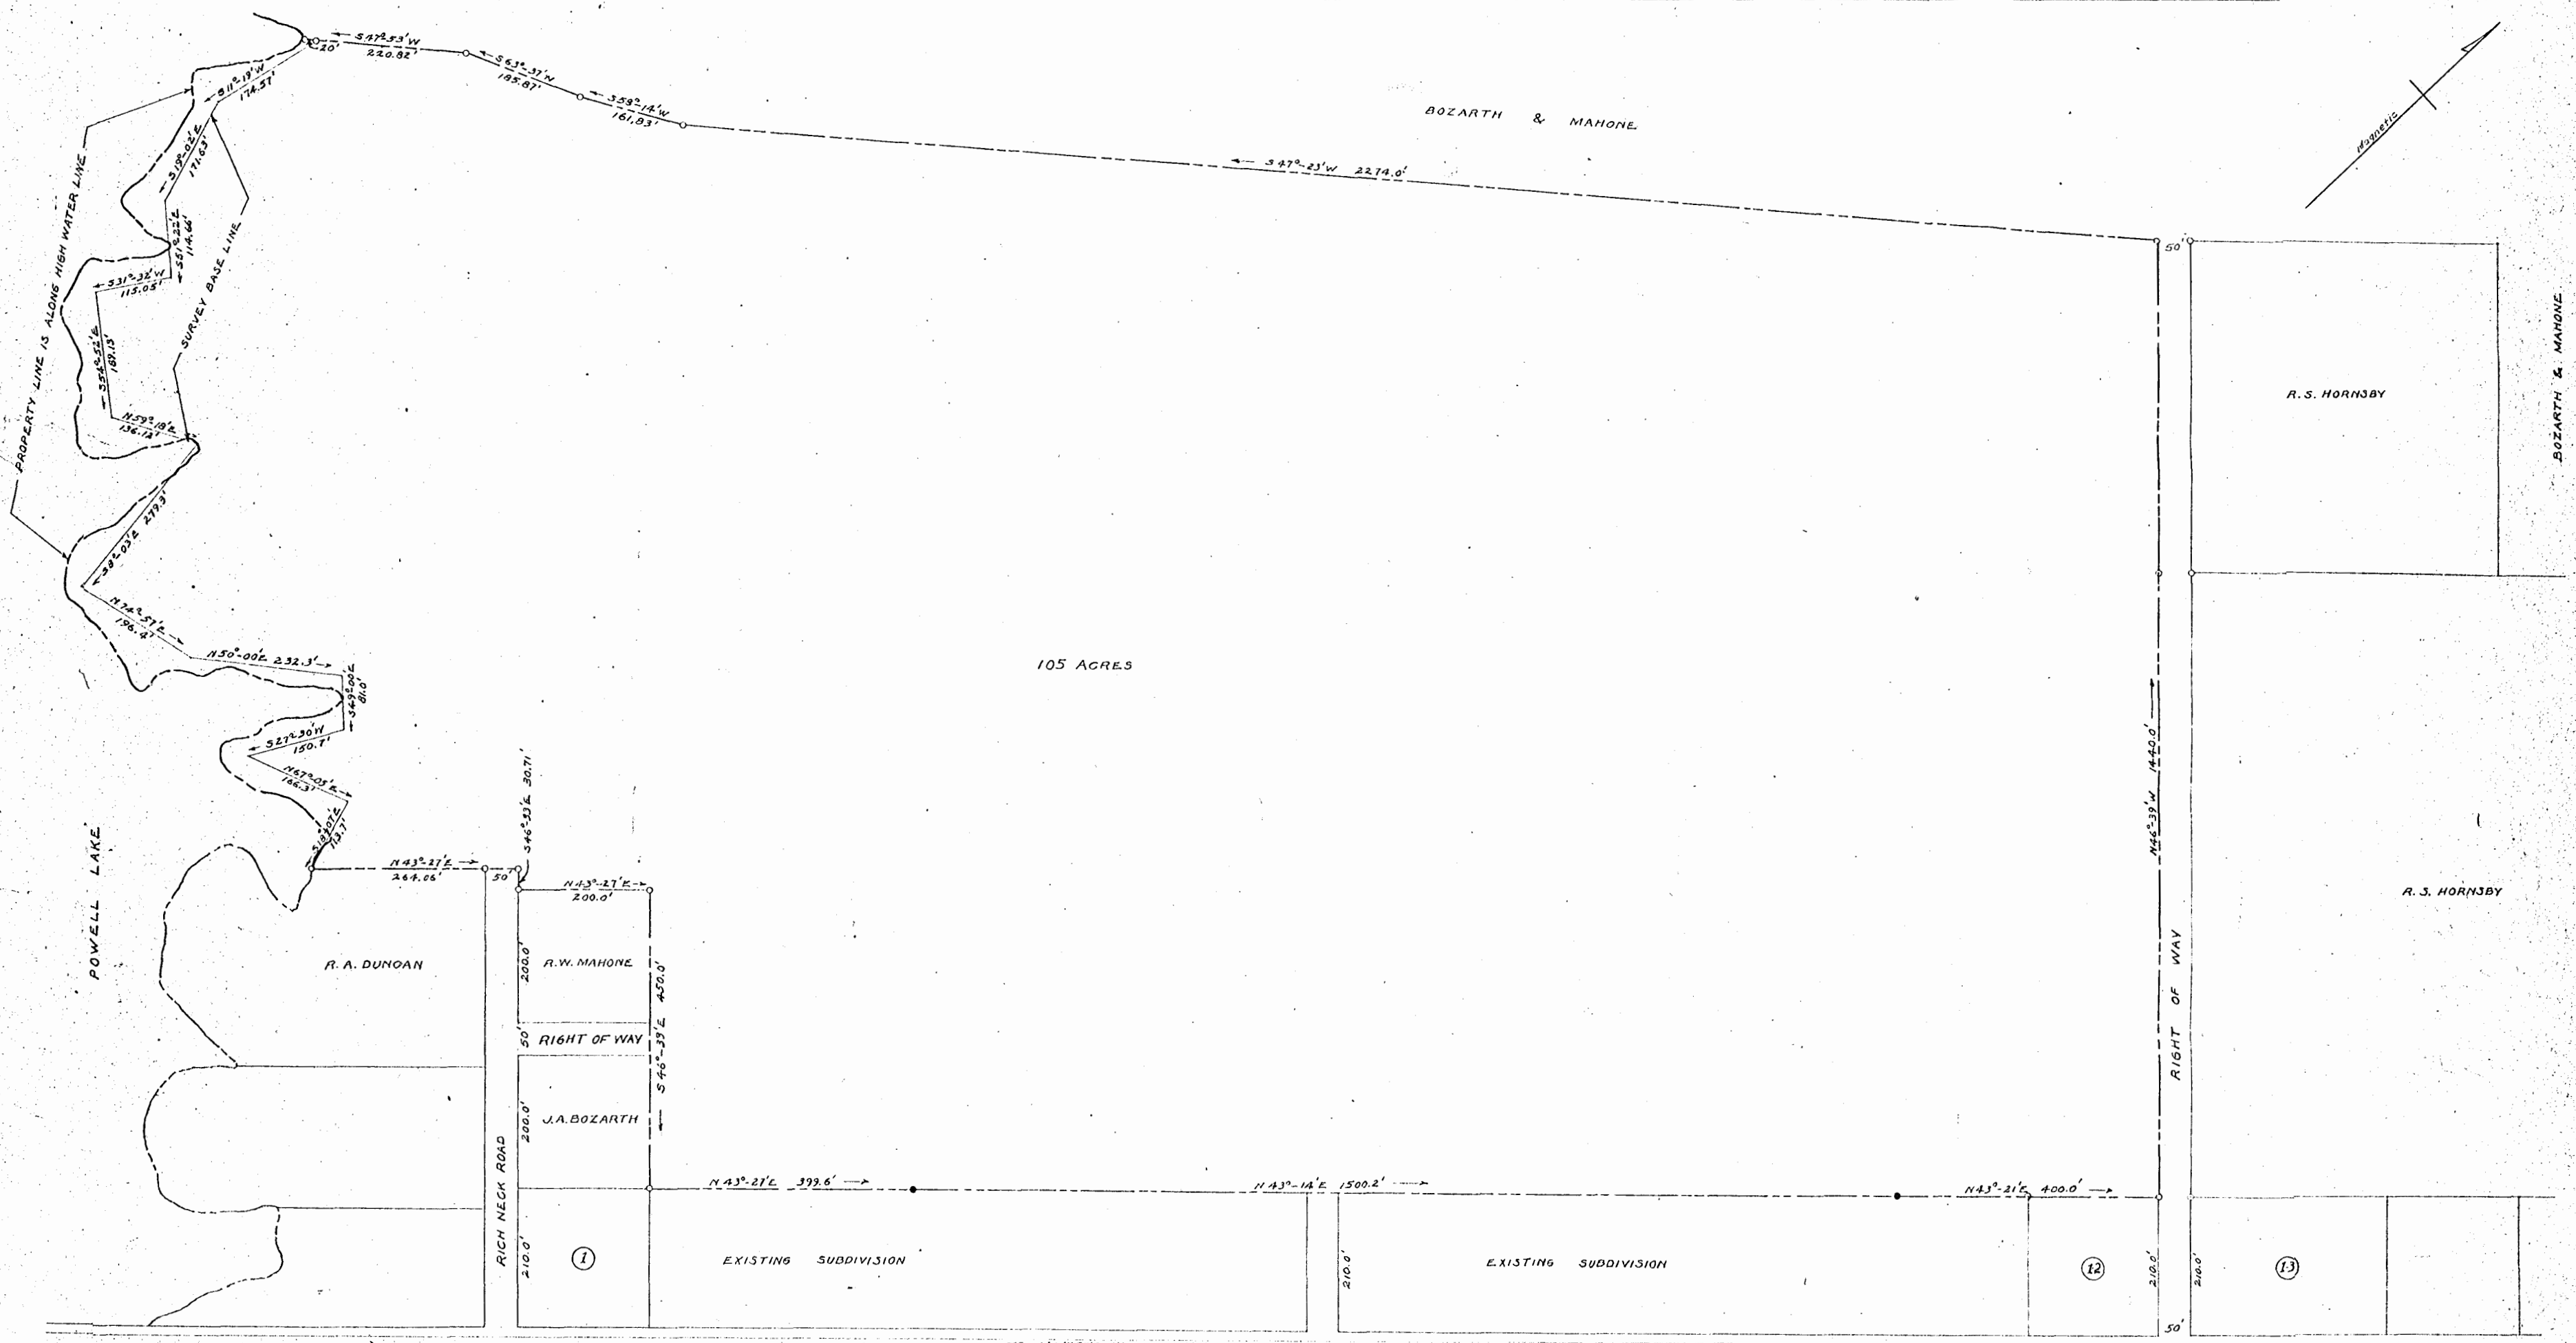 S47°-53'W
220.82'
20'
S63°-37'W
185.87'
S58°-14'W
161.83'
BOZARTH & MAHONE
S47°-23'W 2274.0'
Magnetic
S11°-19'W
174.57'
S19°-02'E
171.63'
S51°-22'E
114.66'
S31°-32'W
115.05'
S54°-52'E
169.13'
N59°-18'E
136.12'
PROPERTY LINE IS ALONG HIGH WATER LINE
SURVEY BASE LINE
S8°-03'E 279.3'
N74°-57'E
196.4'
N50°-00'E 232.3'
S49°-00'E
81.0'
S27°-30'W
150.7'
N67°-05'E
166.3'
S18°-07'E
113.7'
POWELL LAKE
50'
R.S. HORNSBY
BOZARTH & MAHONE
105 ACRES
N46°-39'W 1440.0'
R.S. HORNSBY
RIGHT OF WAY
S46°-33'E 30.71'
N43°-27'E
264.06'
50'
N43°-27'E
200.0'
R.A. DUNCAN
200.0'
R.W. MAHONE
50'
RIGHT OF WAY
S46°-33'E 450.0'
200.0'
J.A. BOZARTH
RICH NECK ROAD
N43°-27'E 399.6'
N43°-14'E 1500.2'
N43°-21'E 400.0'
210.0'
1
EXISTING SUBDIVISION
210.0'
EXISTING SUBDIVISION
12
210.0'
210.0'
13
50'